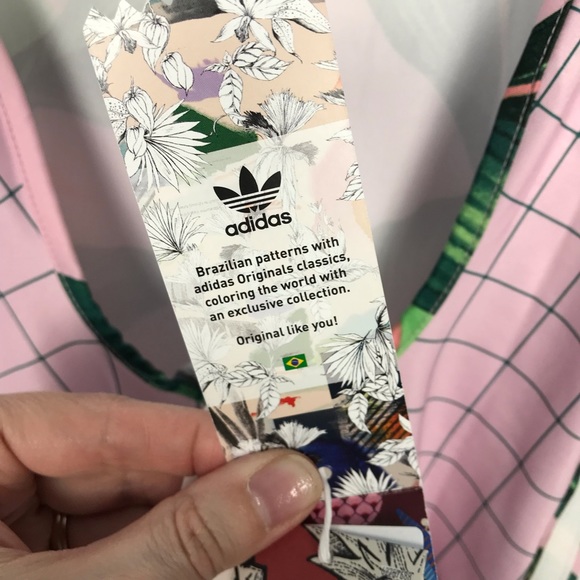 adidas
Brazilian patterns with
adidas Originals classics,
coloring the world with
an exclusive collection.
Original like you!